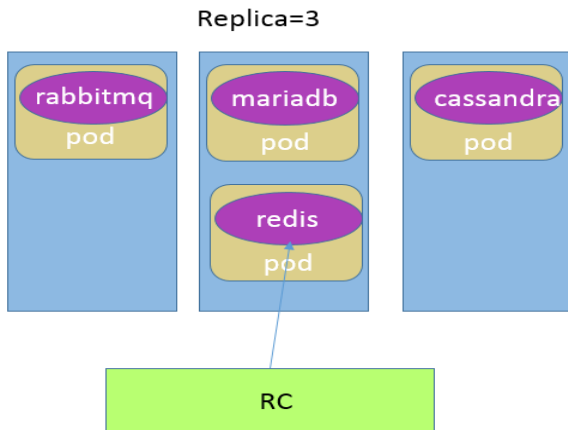 Replica=3
rabbitmq
pod
mariadb
pod
cassandra
pod
redis
pod
RC